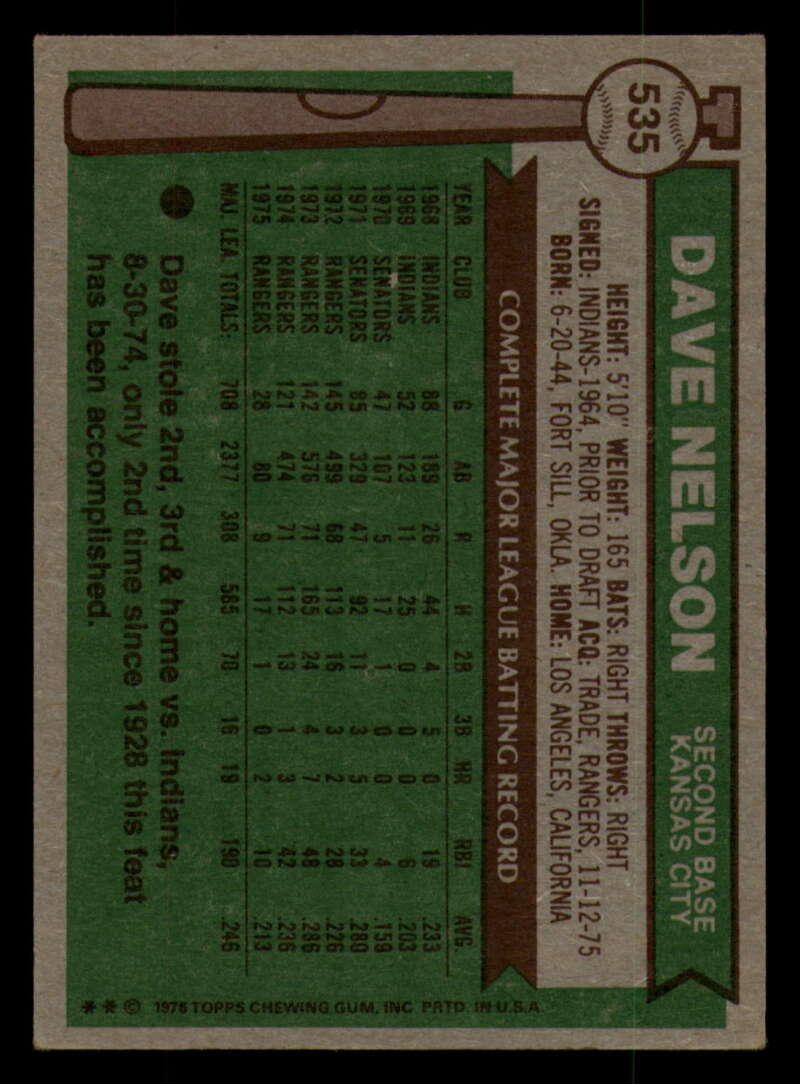 535
DAVE NELSON
SECOND BASE
KANSAS CITY
HEIGHT: 5'10" WEIGHT: 165 BATS: RIGHT THROWS: RIGHT
SIGNED: INDIANS-1964, PRIOR TO DRAFT ACQ: TRADE, RANGERS, 11-12-75
BORN: 6-20-44, FORT SILL, OKLA. HOME: LOS ANGELES, CALIFORNIA
COMPLETE MAJOR LEAGUE BATTING RECORD
YEAR CLUB G AB R H 2B 3B HR RBI AVG.
1968 INDIANS 88 189 26 44 4 5 0 19 .233
1969 INDIANS 52 123 11 25 0 0 0 6 .203
1970 SENATORS 47 107 5 17 1 0 0 4 .159
1971 SENATORS 85 329 47 92 11 3 5 33 .280
1972 RANGERS 145 499 68 113 16 3 2 28 .226
1973 RANGERS 142 576 71 165 24 4 7 48 .286
1974 RANGERS 121 474 71 112 13 1 3 42 .236
1975 RANGERS 28 80 9 17 1 0 2 10 .213
MAJ. LEA. TOTALS: 708 2377 308 585 70 16 19 190 .246
Dave stole 2nd, 3rd & home vs. Indians,
8-30-74, only 2nd time since 1928 this feat
has been accomplished.
** © 1976 TOPPS CHEWING GUM, INC PRTD. IN U.S.A.